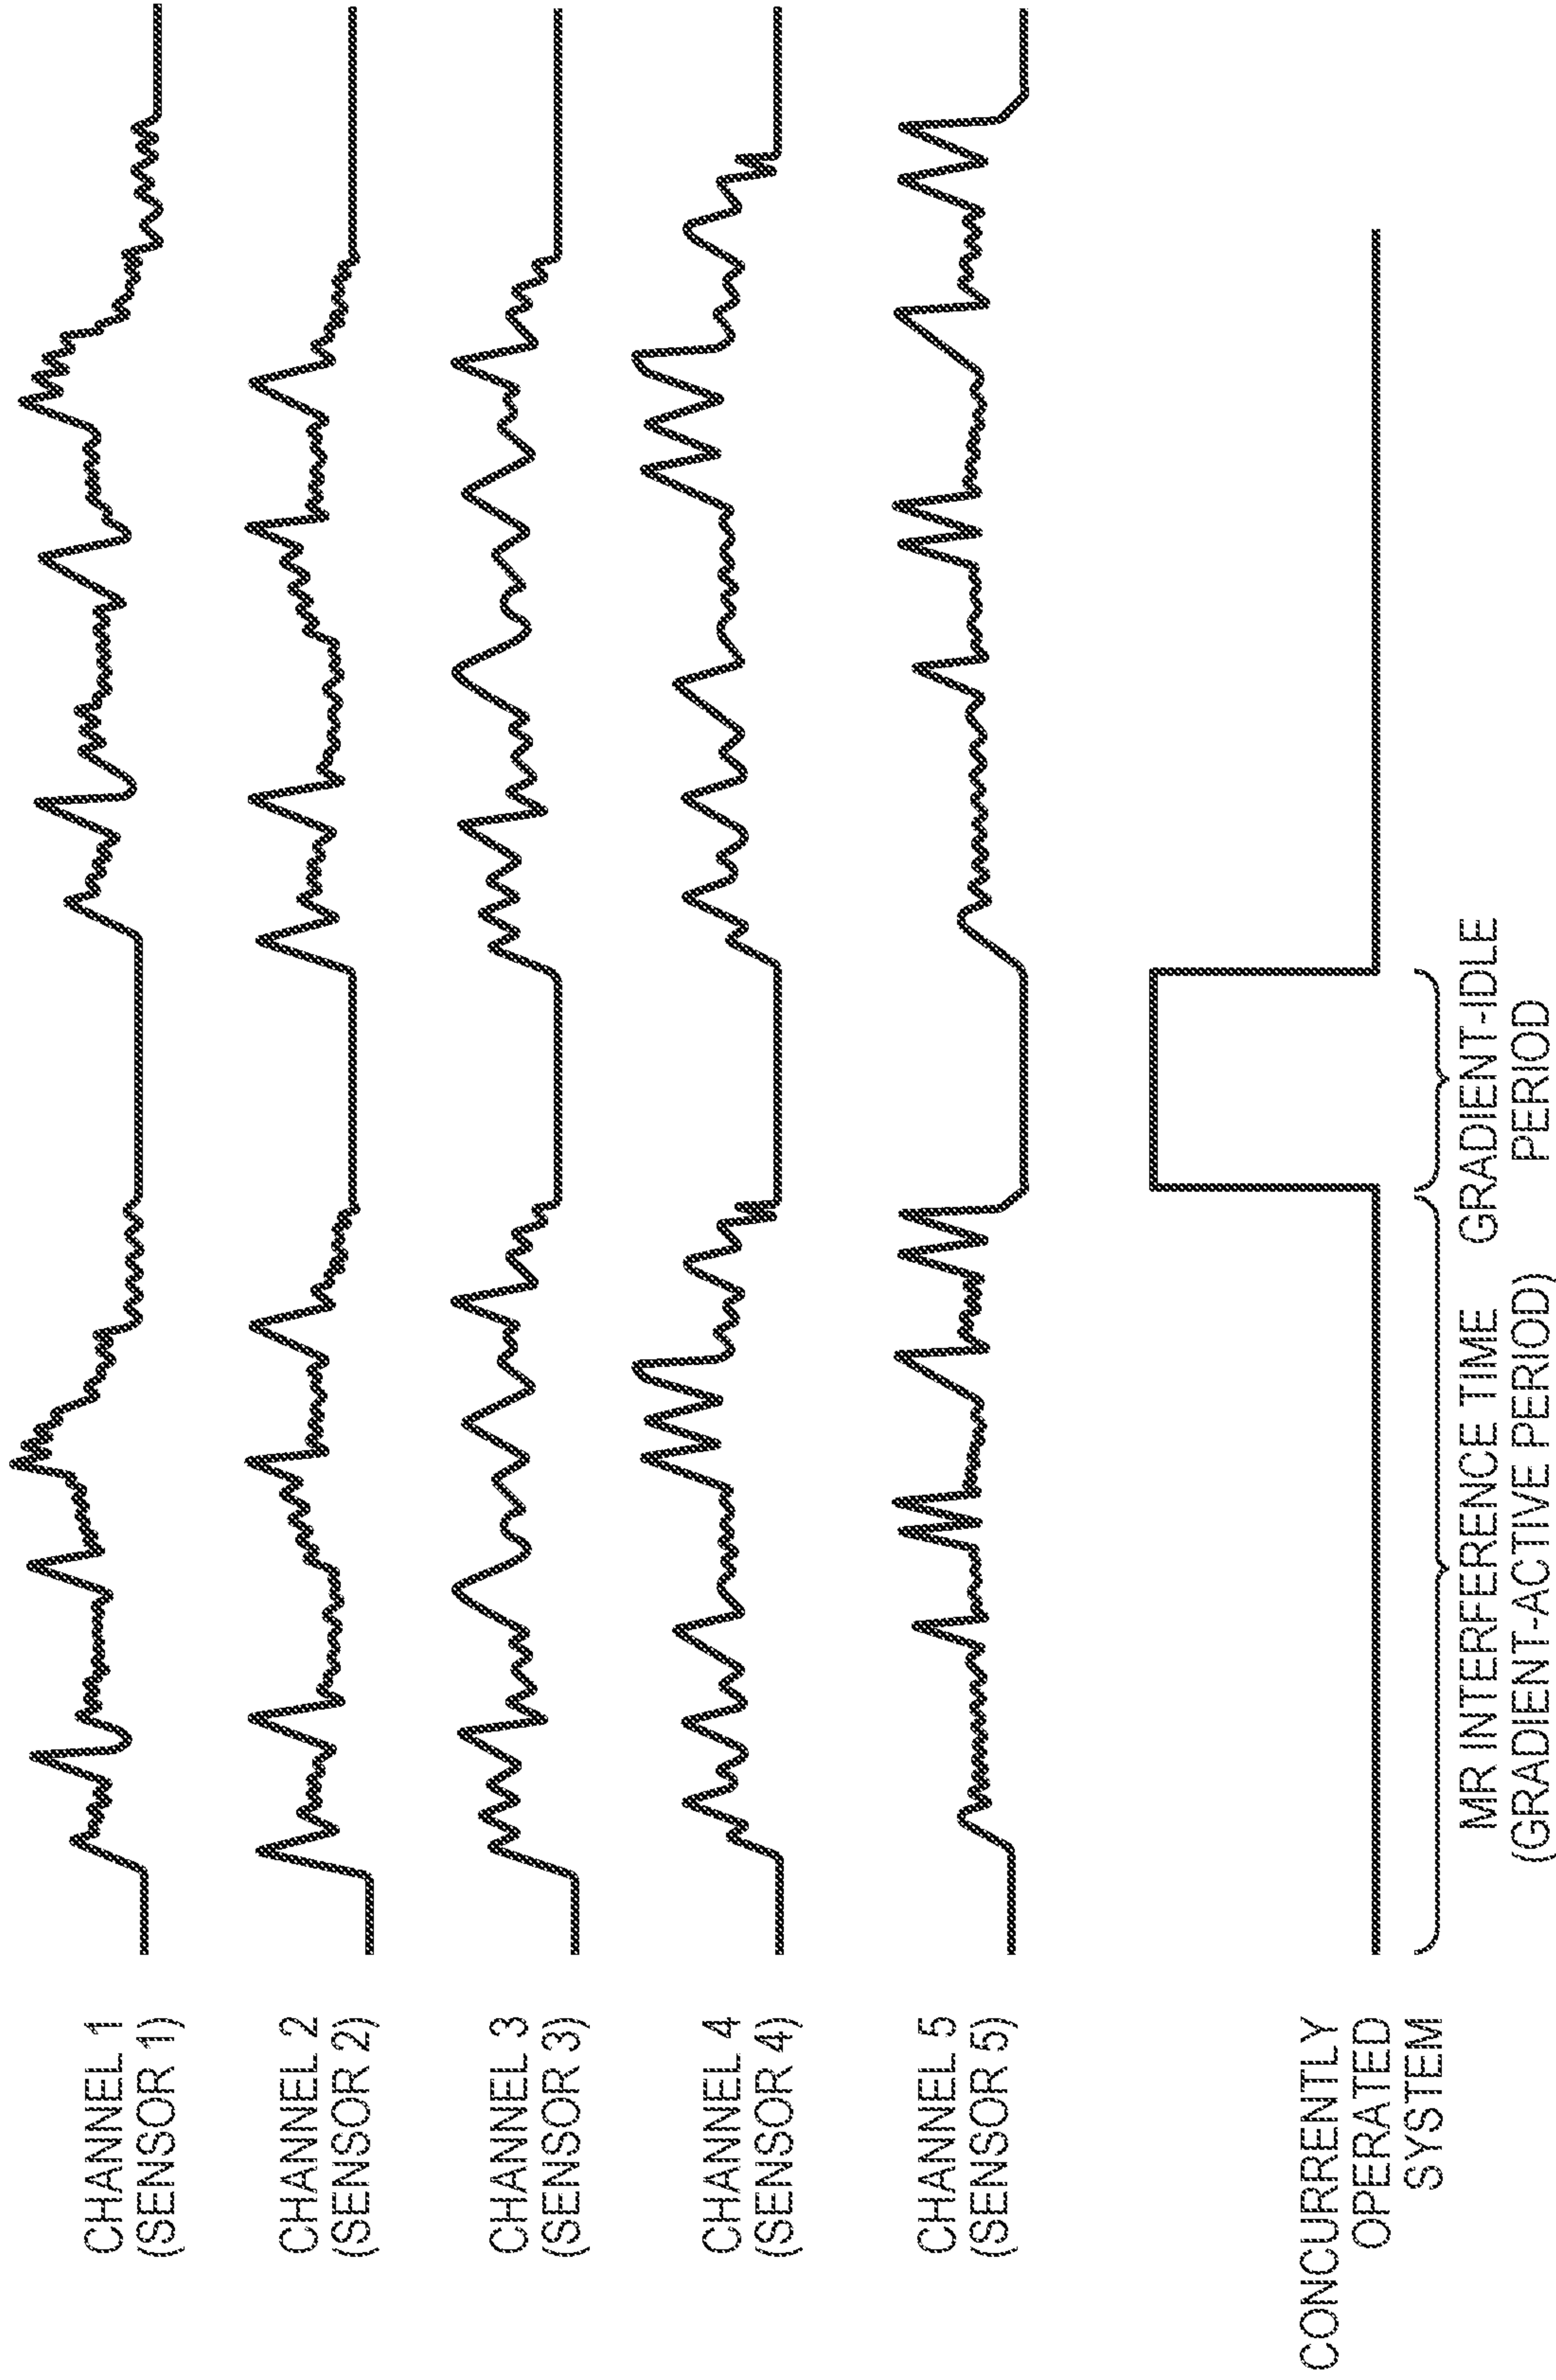 CHANNEL 1
(SENSOR 1)
CHANNEL 2
(SENSOR 2)
CHANNEL 3
(SENSOR 3)
CHANNEL 4
(SENSOR 4)
CHANNEL 5
(SENSOR 5)
CONCURRENTLY
OPERATED
SYSTEM
MR INTERFERENCE TIME
(GRADIENT-ACTIVE PERIOD)
GRADIENT-IDLE
PERIOD